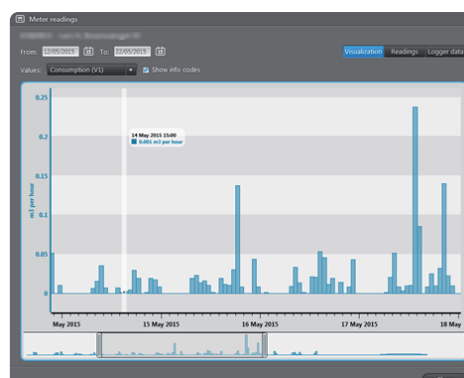 Meter readings
From: 12/05/2015 To: 22/05/2015
Visualization Readings Logger data
Values: Consumption (V1) Show info codes
0.25
14 May 2015 15:00
0.001 m3 per hour
0.2
0.15
m3 per hour
0.1
0.05
0
May 2015 15 May 2015 16 May 2015 17 May 2015 18 May